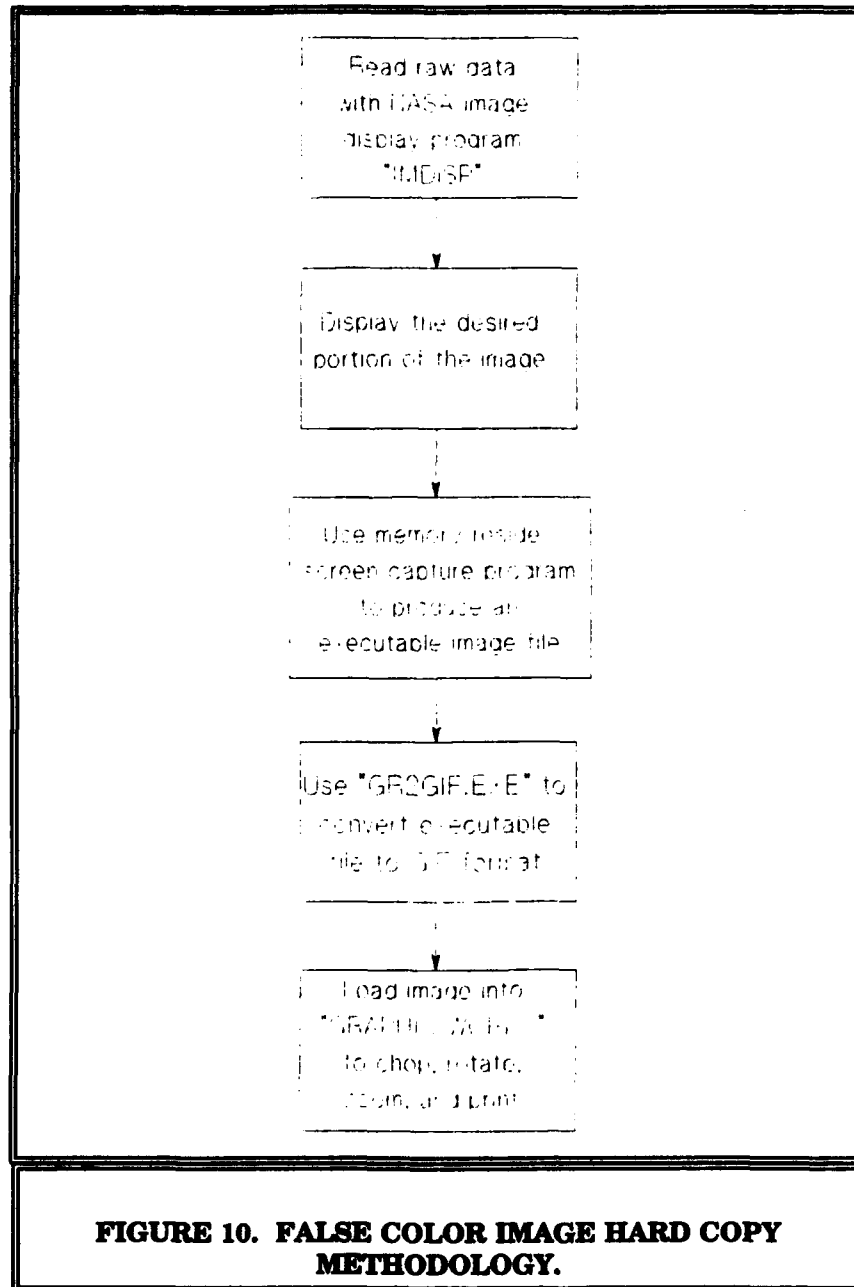 Read raw data
with NASA image
display program
"IMDISP"
Display the desired
portion of the image
Use memory reside
screen capture program
to produce an
executable image file
Use "GR2GIF.EXE" to
convert executable
file to GIF format
Load image into
to chop, rotate,
zoom, and print
FIGURE 10. FALSE COLOR IMAGE HARD COPY
METHODOLOGY.